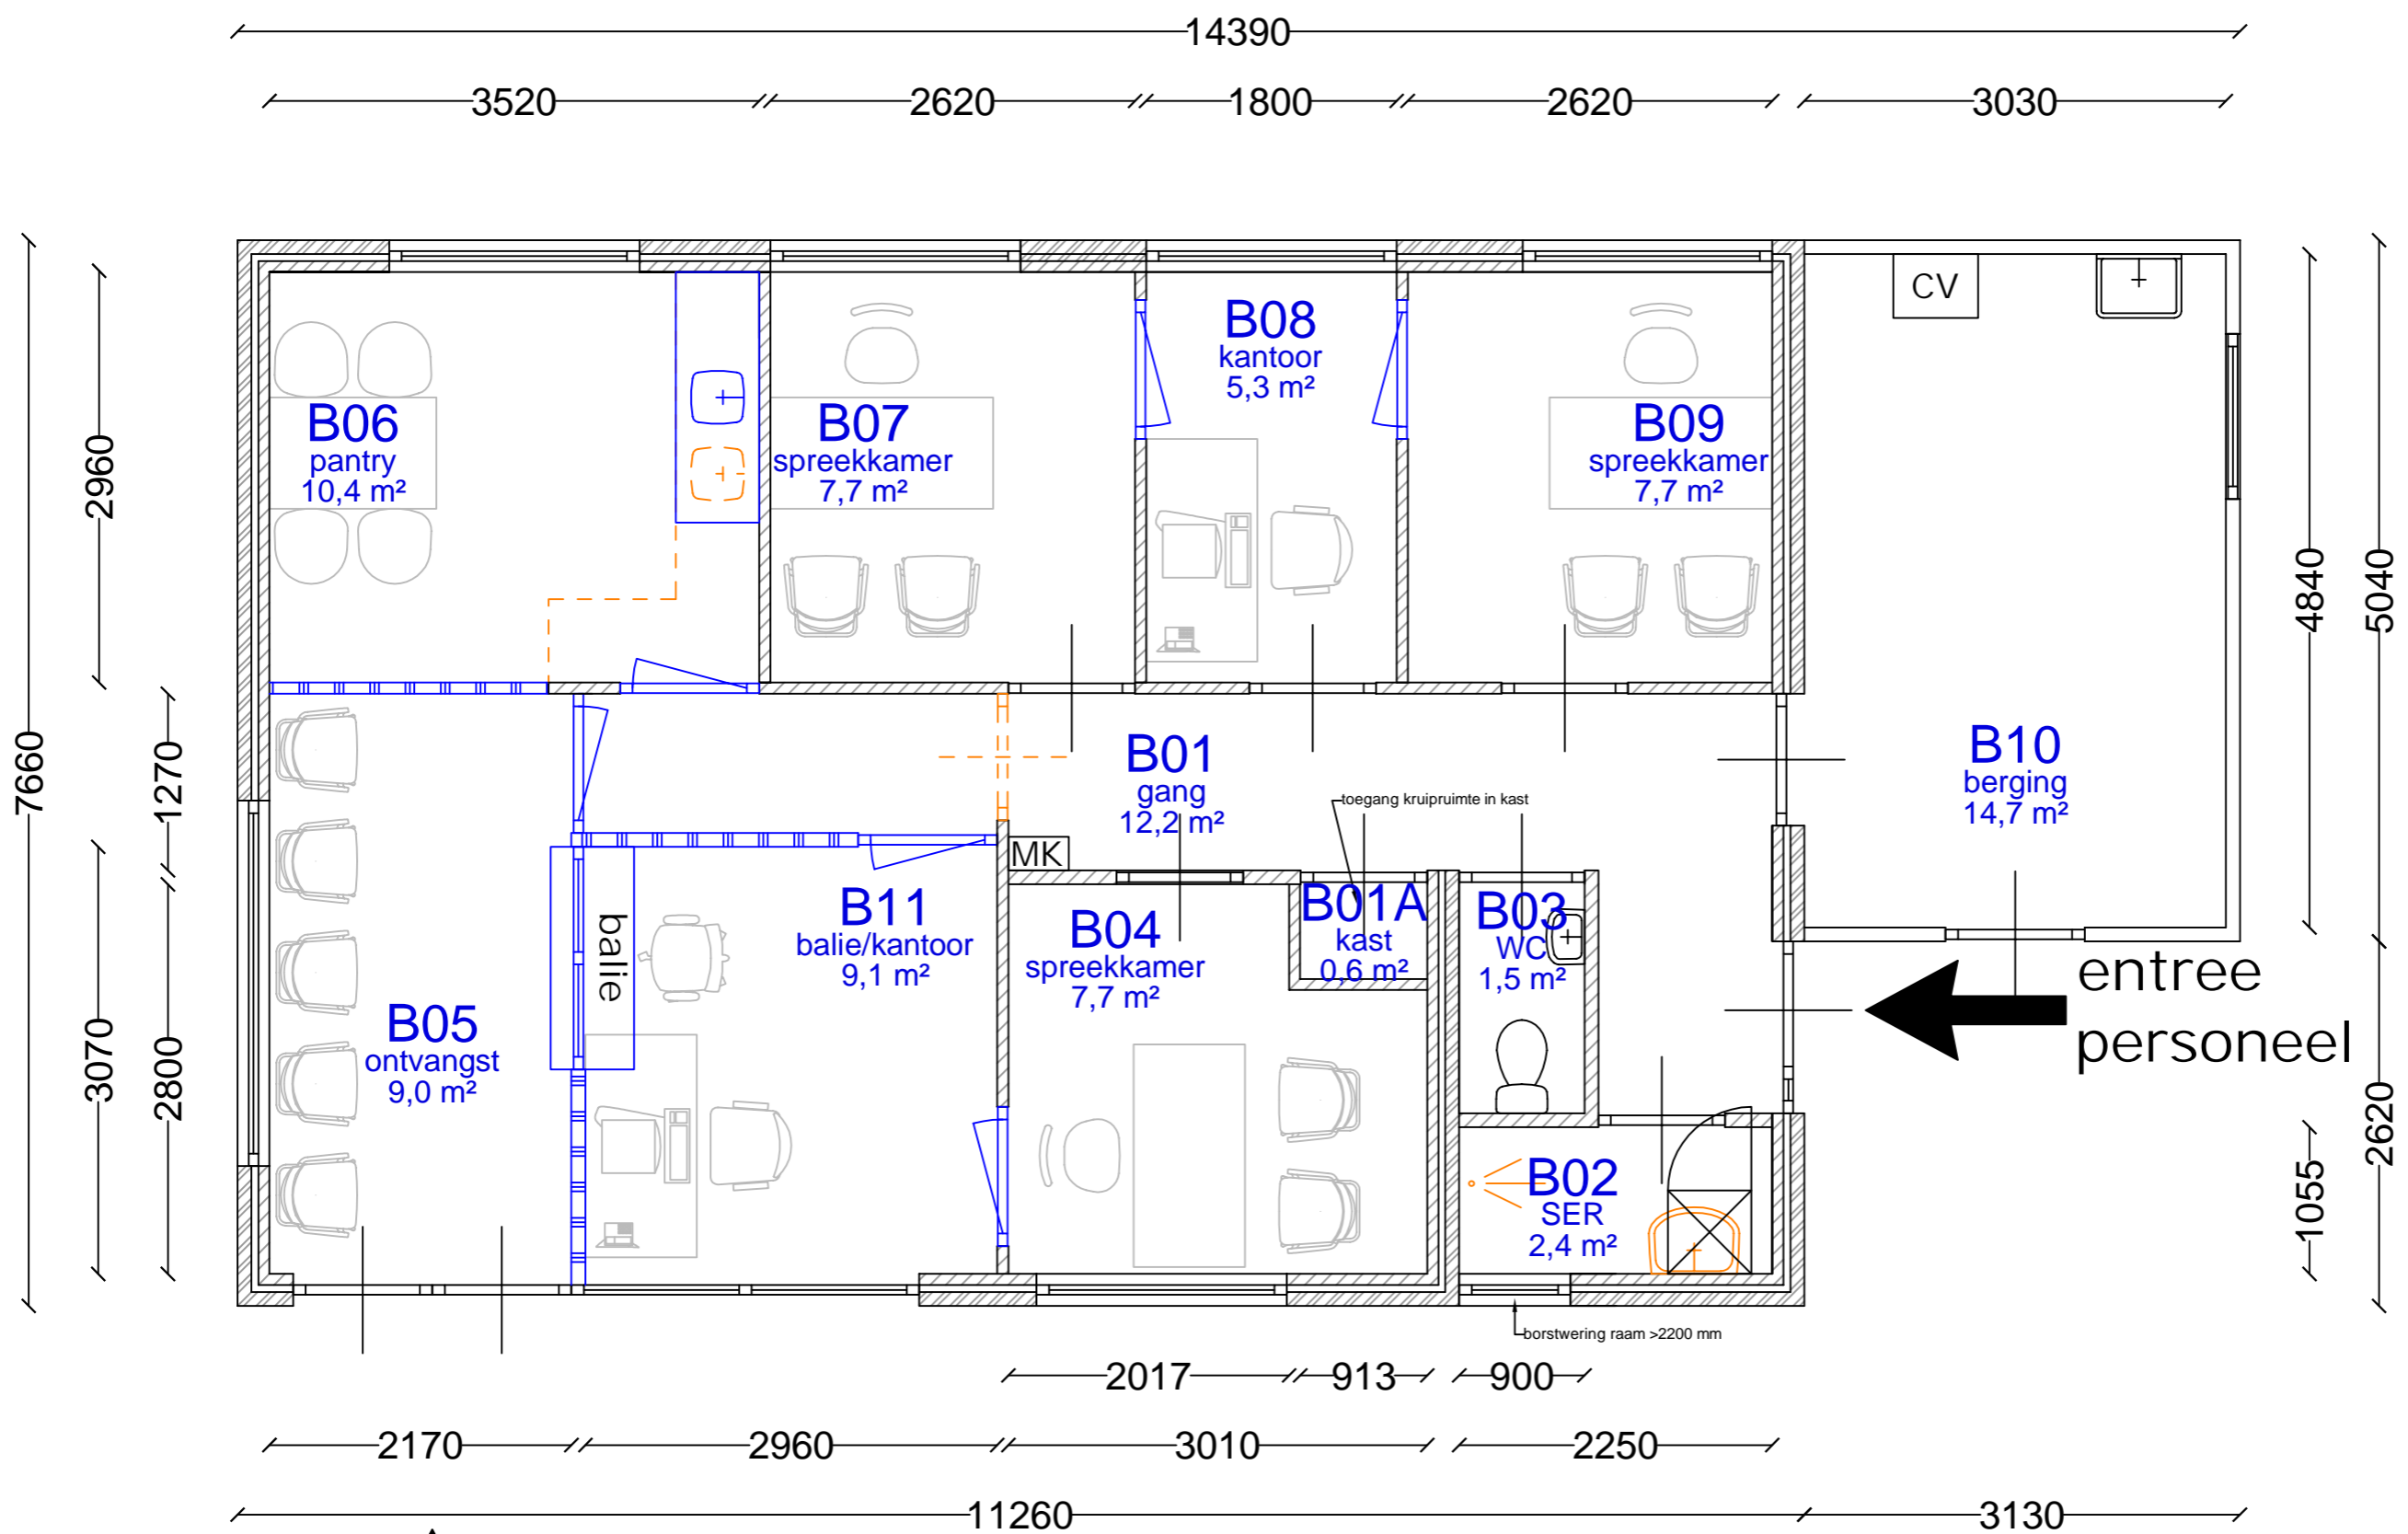 14390
3520 2620 1800 2620 3030
CV
B08
kantoor
5,3 m²
B06
pantry
10,4 m²
B07
spreekkamer
7,7 m²
B09
spreekkamer
7,7 m²
2960
4840
5040
7660
1270
B01
gang
12,2 m²
B10
berging
14,7 m²
toegang kruipruimte in kast
MK
B11
balie/kantoor
9,1 m²
balie
B04
spreekkamer
7,7 m²
B01A
kast
0,6 m²
B03
WC
1,5 m²
entree
personeel
B05
ontvangst
9,0 m²
3070
2800
2620
1055
B02
SER
2,4 m²
borstwering raam >2200 mm
2017 913 900
2170 2960 3010 2250
11260 3130